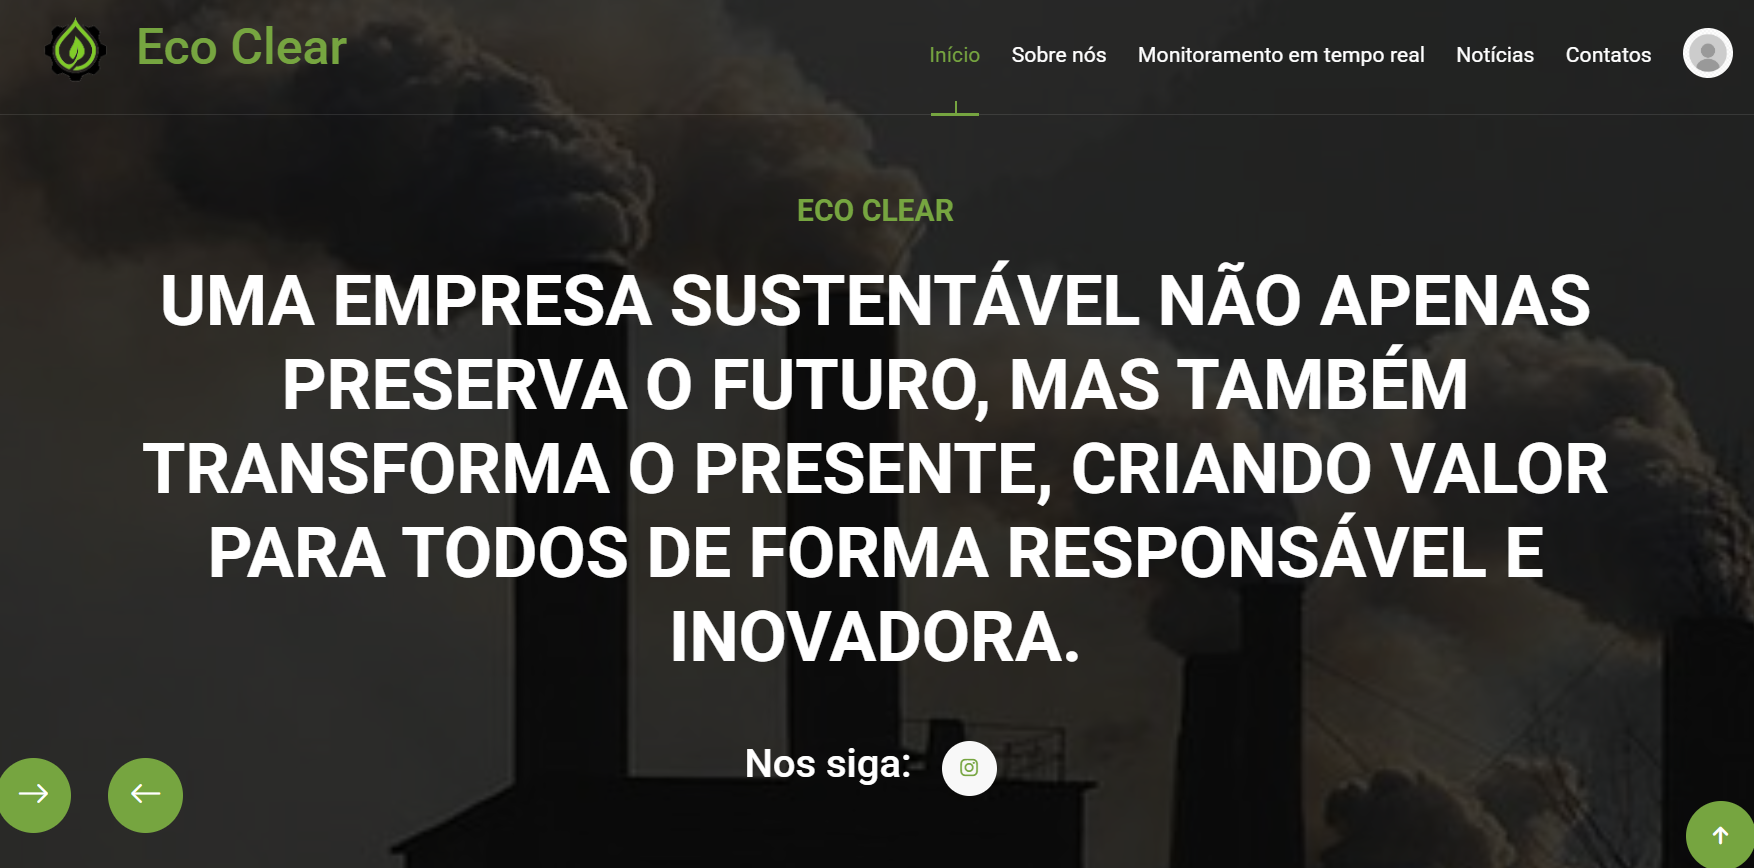 Eco Clear
Início Sobre nós Monitoramento em tempo real Notícias Contatos
ECO CLEAR
UMA EMPRESA SUSTENTÁVEL NÃO APENAS
PRESERVA O FUTURO, MAS TAMBÉM
TRANSFORMA O PRESENTE, CRIANDO VALOR
PARA TODOS DE FORMA RESPONSÁVEL E
INOVADORA.
Nos siga: